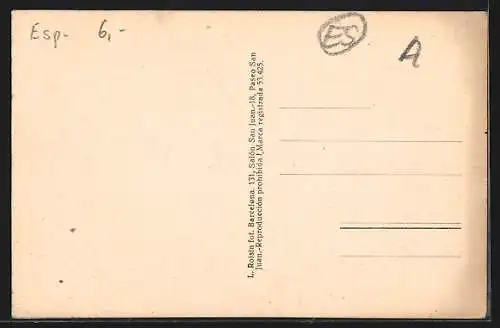 Esp. 6,-
ES
A
L. Roisin fot. Barcelona. 131, Salón San Juan.-18, Paseo San
Juan.-Reproducción prohibida (Marca registrada 53.425.